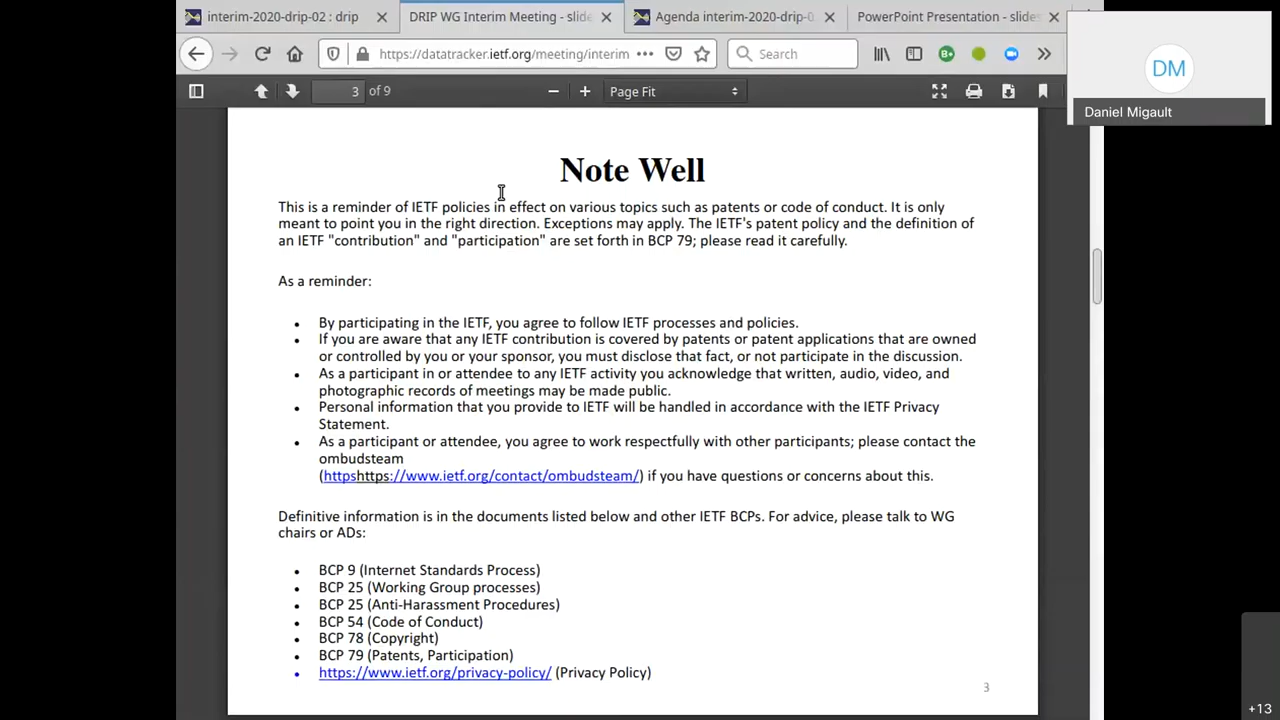 interim-2020-drip-02 : drip
DRIP WG Interim Meeting - slide
Agenda interim-2020-drip-0
PowerPoint Presentation - slides
https://datatracker.ietf.org/meeting/interim
Search
3 of 9
Page Fit
DM
Daniel Migault
Note Well
This is a reminder of IETF policies in effect on various topics such as patents or code of conduct. It is only
meant to point you in the right direction. Exceptions may apply. The IETF's patent policy and the definition of
an IETF "contribution" and "participation" are set forth in BCP 79; please read it carefully.
As a reminder:
• By participating in the IETF, you agree to follow IETF processes and policies.
• If you are aware that any IETF contribution is covered by patents or patent applications that are owned
or controlled by you or your sponsor, you must disclose that fact, or not participate in the discussion.
• As a participant in or attendee to any IETF activity you acknowledge that written, audio, video, and
photographic records of meetings may be made public.
• Personal information that you provide to IETF will be handled in accordance with the IETF Privacy
Statement.
• As a participant or attendee, you agree to work respectfully with other participants; please contact the
ombudsteam
(httpshttps://www.ietf.org/contact/ombudsteam/) if you have questions or concerns about this.
Definitive information is in the documents listed below and other IETF BCPs. For advice, please talk to WG
chairs or ADs:
• BCP 9 (Internet Standards Process)
• BCP 25 (Working Group processes)
• BCP 25 (Anti-Harassment Procedures)
• BCP 54 (Code of Conduct)
• BCP 78 (Copyright)
• BCP 79 (Patents, Participation)
• https://www.ietf.org/privacy-policy/ (Privacy Policy)
3
+13